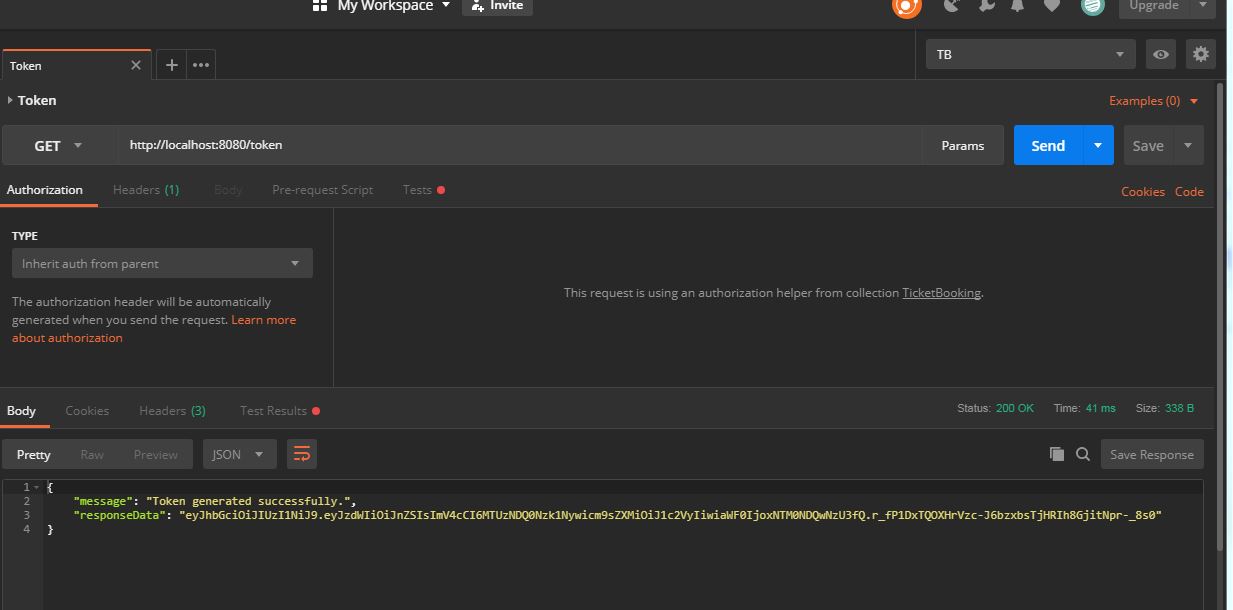 My Workspace Invite Upgrade
Token TB
Token Examples (0)
GET http://localhost:8080/token Params Send Save
Authorization Headers (1) Body Pre-request Script Tests Cookies Code
TYPE
Inherit auth from parent
This request is using an authorization helper from collection TicketBooking.
The authorization header will be automatically
generated when you send the request. Learn more
about authorization
Body Cookies Headers (3) Test Results Status: 200 OK Time: 41 ms Size: 338 B
Pretty Raw Preview JSON Save Response
1 {
2 "message": "Token generated successfully.",
3 "responseData": "eyJhbGciOiJIUzI1NiJ9.eyJzdWIiOiJnZSIsImV4cCI6MTUzNDQ0Nzk1Nywicm9sZXMiOiJ1c2VyIiwiaWF0IjoxNTM0NDQwNzU3fQ.r_fP1DxTQOXHrVzc-J6bzxbsTjHRIh8GjitNpr-_8s0"
4 }